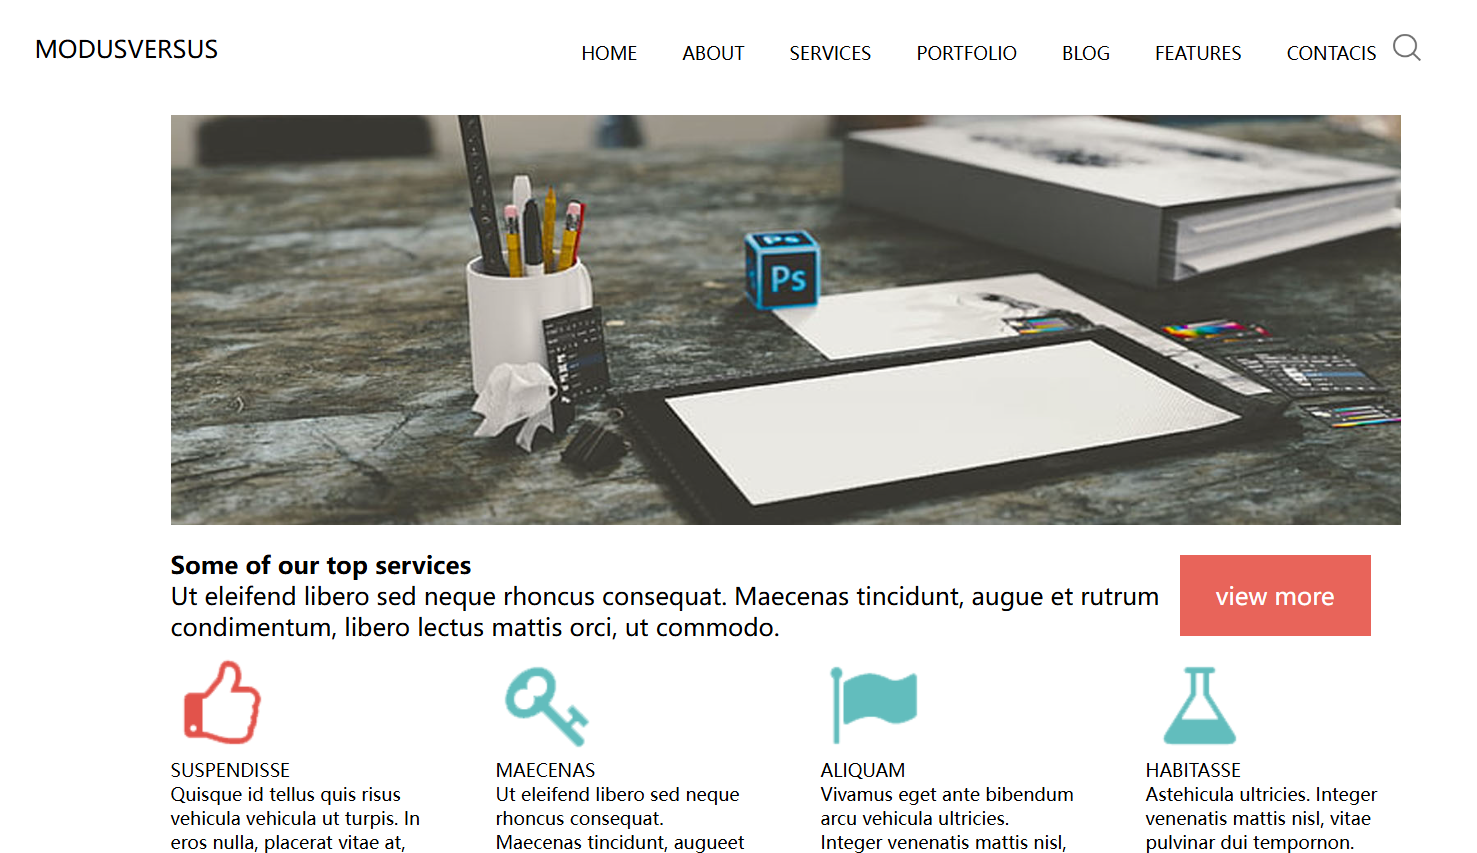 MODUSVERSUS
HOME ABOUT SERVICES PORTFOLIO BLOG FEATURES CONTACIS
Ps
Ps
Some of our top services
Ut eleifend libero sed neque rhoncus consequat. Maecenas tincidunt, augue et rutrum
condimentum, libero lectus mattis orci, ut commodo.
view more
SUSPENDISSE
Quisque id tellus quis risus
vehicula vehicula ut turpis. In
eros nulla, placerat vitae at,
MAECENAS
Ut eleifend libero sed neque
rhoncus consequat.
Maecenas tincidunt, augueet
ALIQUAM
Vivamus eget ante bibendum
arcu vehicula ultricies.
Integer venenatis mattis nisl,
HABITASSE
Astehicula ultricies. Integer
venenatis mattis nisl, vitae
pulvinar dui tempornon.